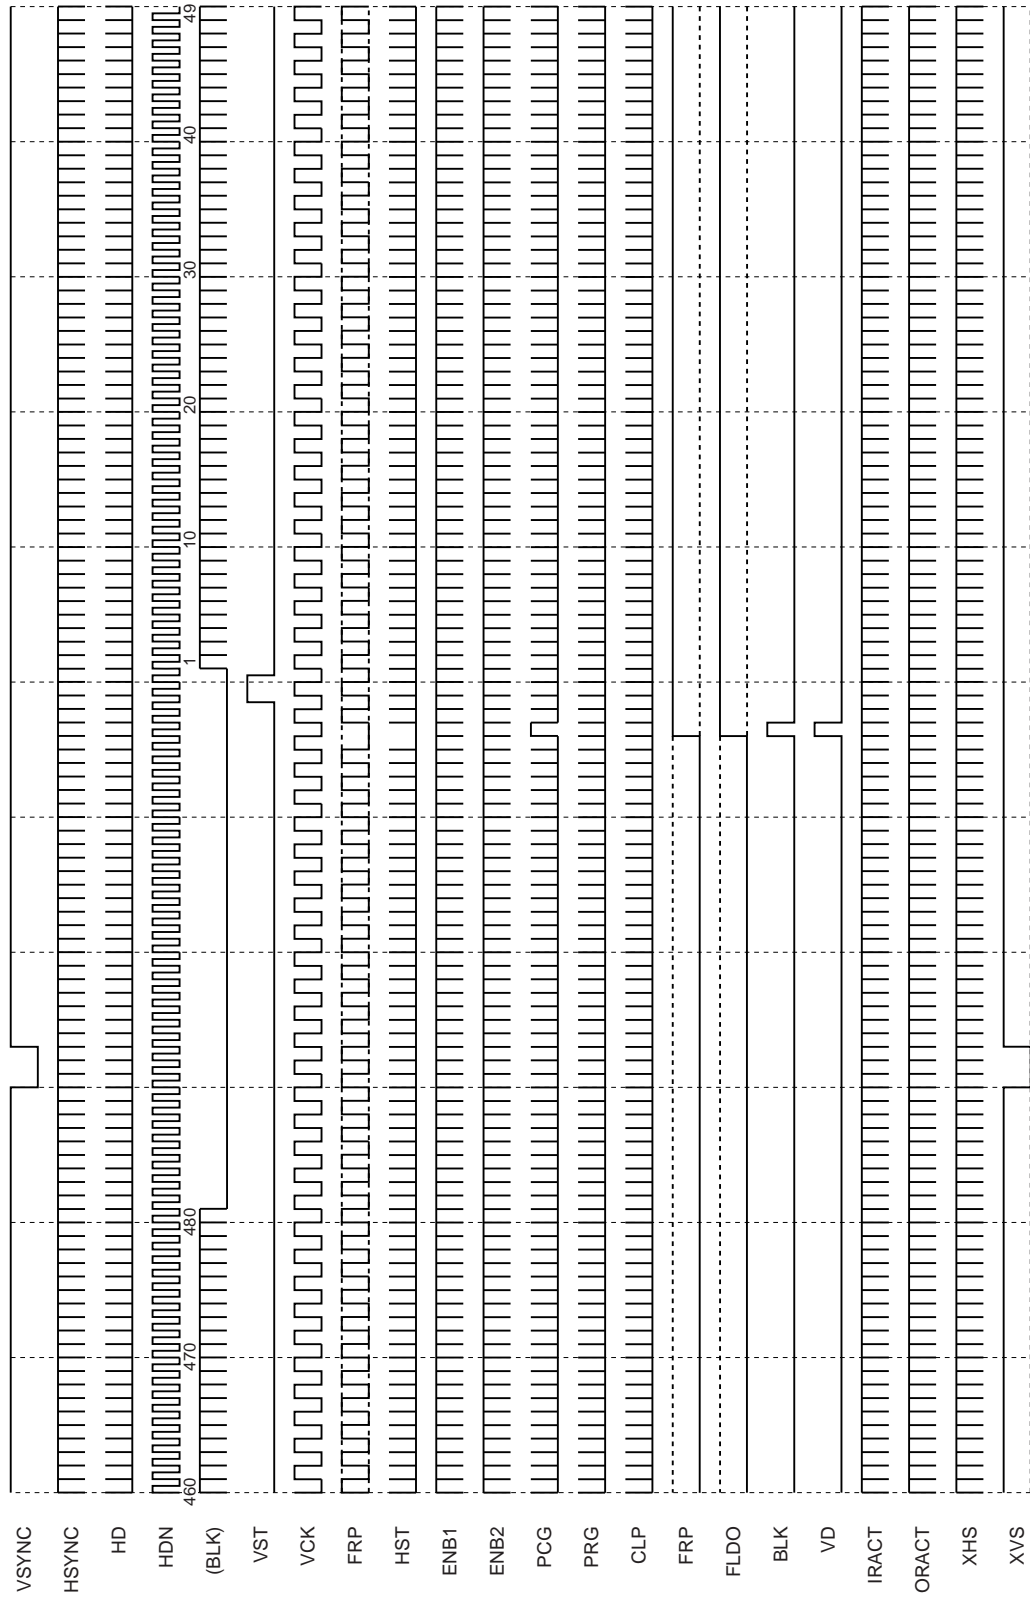 VSYNC
HSYNC
HD
HDN
(BLK)
460
470
480
1
10
20
30
40
49
VST
VCK
FRP
HST
ENB1
ENB2
PCG
PRG
CLP
FRP
FLDO
BLK
VD
IRACT
ORACT
XHS
XVS